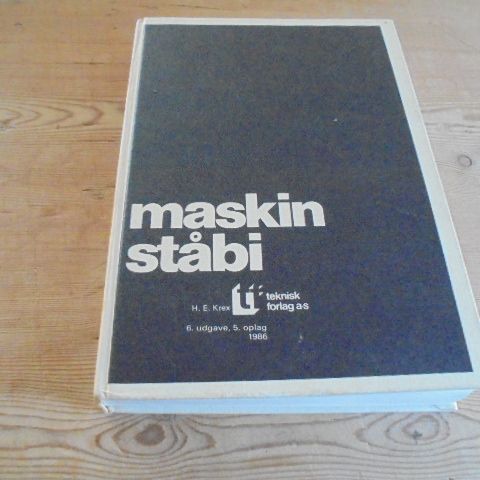 maskin
ståbi
H. E. Krex
teknisk
forlag a·s
6. udgave, 5. oplag
1986